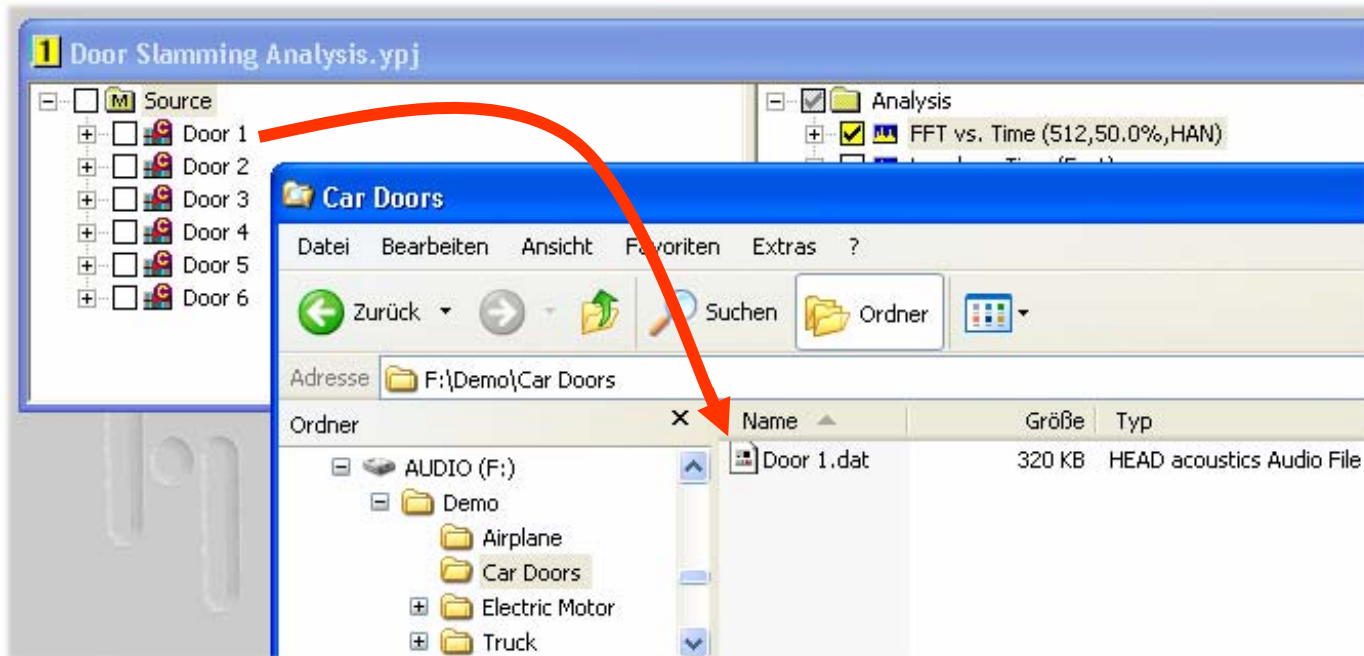 1 Door Slamming Analysis.ypj
M Source
C Door 1
C Door 2
C Door 3
C Door 4
C Door 5
C Door 6
Analysis
FFT vs. Time (512,50.0%,HAN)
Car Doors
Datei Bearbeiten Ansicht Favoriten Extras ?
Zurück Suchen Ordner
Adresse F:\Demo\Car Doors
Ordner X
AUDIO (F:)
Demo
Airplane
Car Doors
Electric Motor
Truck
Name Größe Typ
Door 1.dat 320 KB HEAD acoustics Audio File